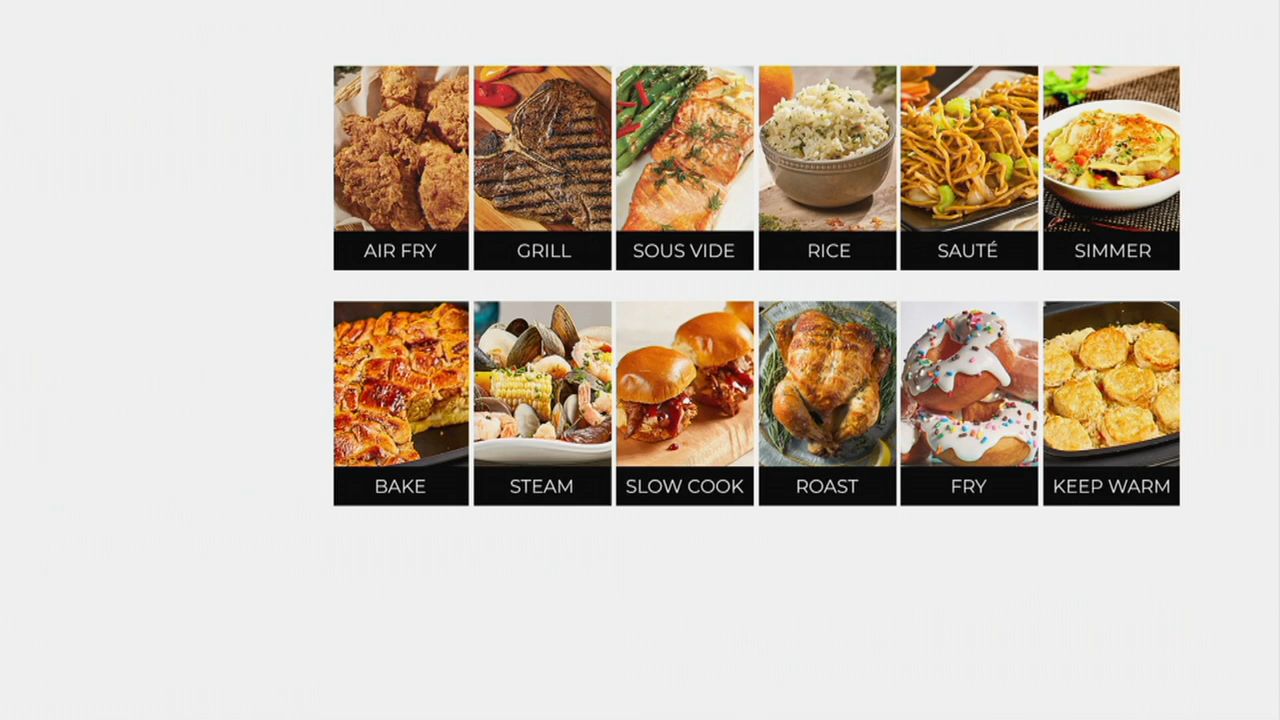 AIR FRY
GRILL
SOUS VIDE
RICE
SAUTÉ
SIMMER
BAKE
STEAM
SLOW COOK
ROAST
FRY
KEEP WARM